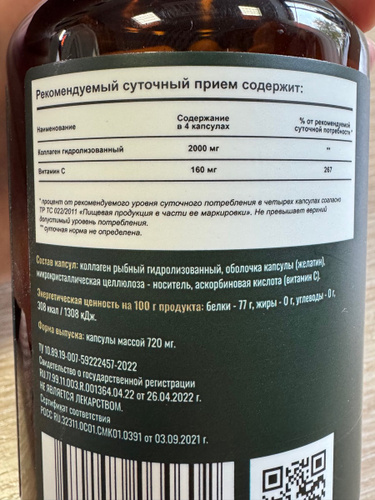 Рекомендуемый суточный прием содержит:
Наименование
Содержание
в 4 капсулах
% от рекомендуемой
суточной потребность*
Коллаген гидролизованный 2000 мг **
Витамин С 160 мг 267
* процент от рекомендуемого уровня суточного потребления в четырех капсулах согласно
ТР ТС 022/2011 «Пищевая продукция в части ее маркировки». Не превышает верхний
допустимый уровень потребления.
** суточная норма не определена.
Состав капсул: коллаген рыбный гидролизованный, оболочка капсулы (желатин),
микрокристаллическая целлюлоза - носитель, аскорбиновая кислота (витамин С).
Энергетическая ценность на 100 г продукта: белки - 77 г, жиры - 0 г, углеводы - 0 г,
308 ккал / 1308 кДж.
Форма выпуска: капсулы массой 720 мг.
ТУ 10.89.19-007-59222457-2022
Свидетельство о государственной регистрации
RU.77.99.11.003.R.001364.04.22 от 26.04.2022 г.
НЕ ЯВЛЯЕТСЯ ЛЕКАРСТВОМ.
Сертификат соответствия
РОСС RU.32311.ОС01.СМК01.0391 от 03.09.2021 г.